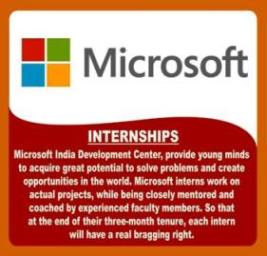 Microsoft
INTERNSHIPS
Microsoft India Development Center, provide young minds
to acquire great potential to solve problems and create
opportunities in the world. Microsoft interns work on
actual projects, while being closely mentored and
coached by experienced faculty members. So that
at the end of their three-month tenure, each intern
will have a real bragging right.